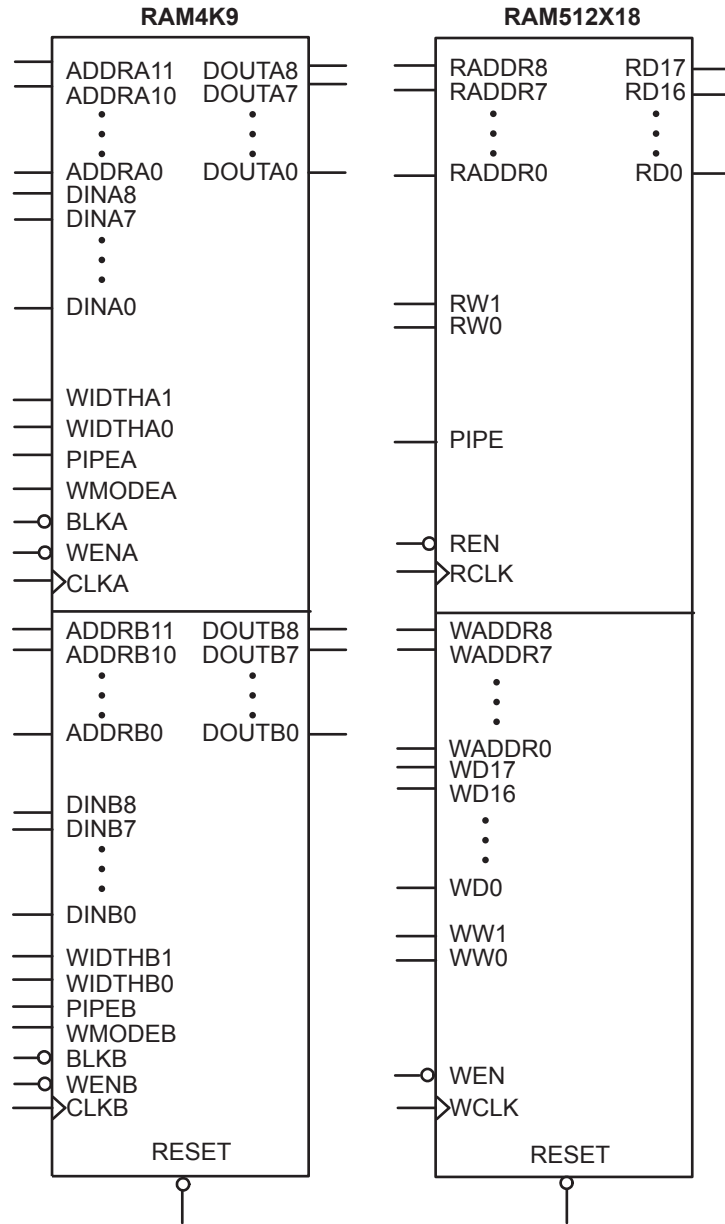 RAM4K9
ADDRA11 DOUTA8
ADDRA10 DOUTA7
ADDRA0 DOUTA0
DINA8
DINA7
DINA0
WIDTHA1
WIDTHA0
PIPEA
WMODEA
BLKA
WENA
CLKA
ADDRB11 DOUTB8
ADDRB10 DOUTB7
ADDRB0 DOUTB0
DINB8
DINB7
DINB0
WIDTHB1
WIDTHB0
PIPEB
WMODEB
BLKB
WENB
CLKB
RESET
RAM512X18
RADDR8 RD17
RADDR7 RD16
RADDR0 RD0
RW1
RW0
PIPE
REN
RCLK
WADDR8
WADDR7
WADDR0
WD17
WD16
WD0
WW1
WW0
WEN
WCLK
RESET